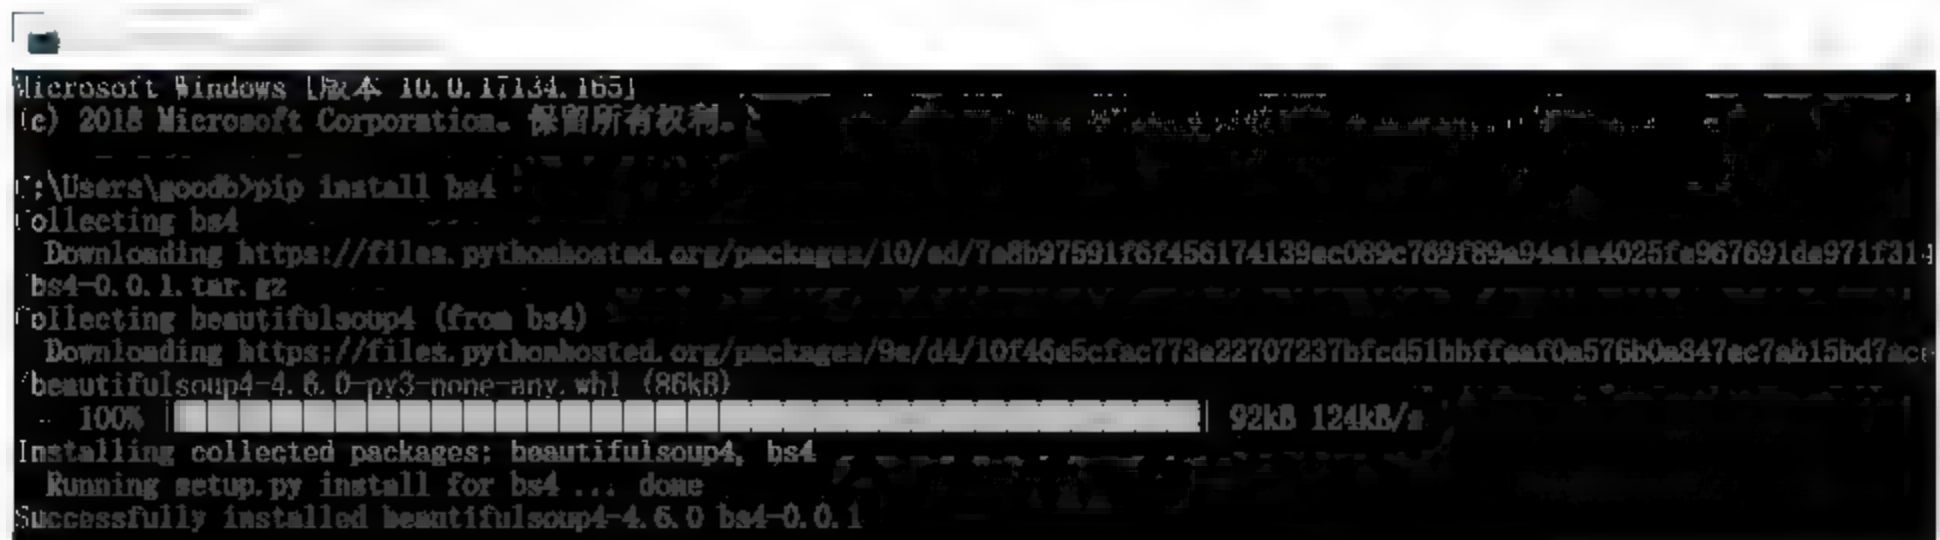 Microsoft Windows [版本 10.0.17134.165]
(c) 2018 Microsoft Corporation。保留所有权利。
C:\Users\goodb>pip install bs4
Collecting bs4
Downloading https://files.pythonhosted.org/packages/10/ed/7e8b97591f6f456174139ec089c769f89a94a1a4025fe967691de971f314
bs4-0.0.1.tar.gz
Collecting beautifulsoup4 (from bs4)
Downloading https://files.pythonhosted.org/packages/9e/d4/10f46e5cfac773e22707237bfcd51bbffeaf0a576b0a847ec7ab15bd7ace
/beautifulsoup4-4.6.0-py3-none-any.whl (86kB)
100% 92kB 124kB/s
Installing collected packages: beautifulsoup4, bs4
Running setup.py install for bs4 ... done
Successfully installed beautifulsoup4-4.6.0 bs4-0.0.1